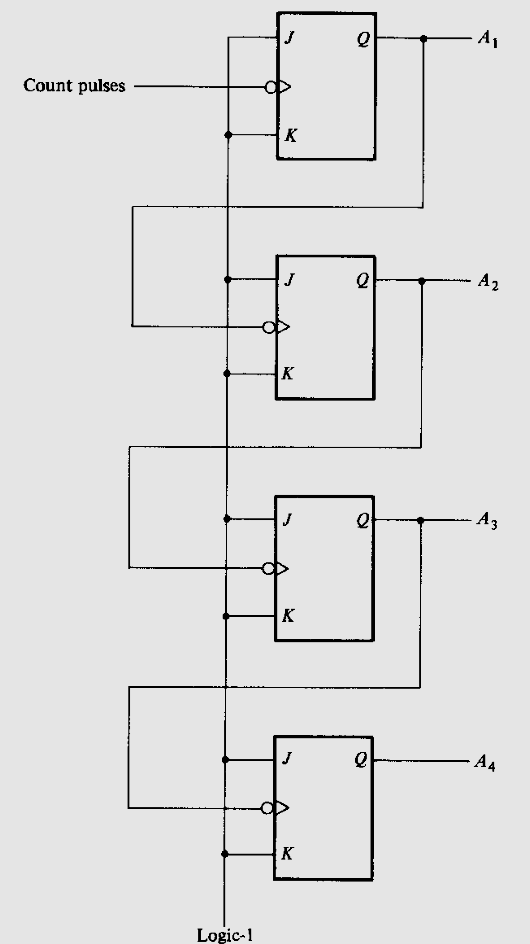 J Q A₁
Count pulses
K
J Q A₂
K
J Q A₃
K
J Q A₄
K
Logic-1